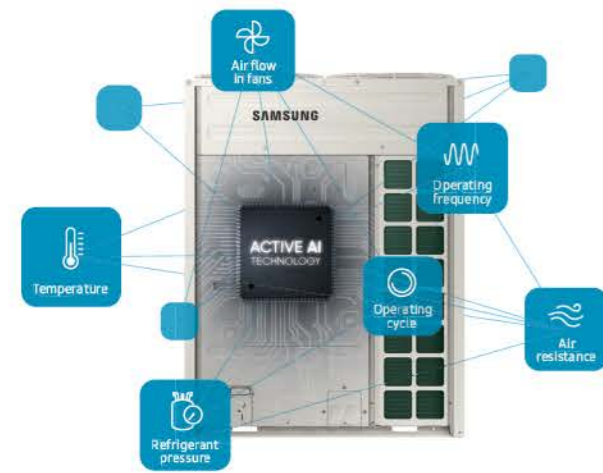 Air flow
in fans
SAMSUNG
Operating
frequency
ACTIVE AI
TECHNOLOGY
Temperature
Operating
cycle
Air
resistance
Refrigerant
pressure